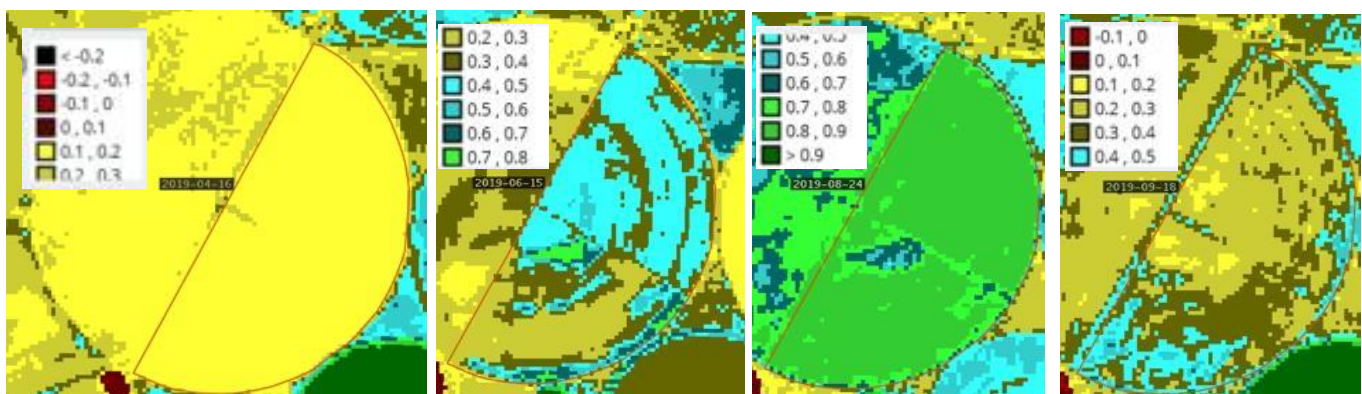 < -0.2
-0.2 , -0.1
-0.1 , 0
0 , 0.1
0.1 , 0.2
0.2 , 0.3
2019-04-16
0.2 , 0.3
0.3 , 0.4
0.4 , 0.5
0.5 , 0.6
0.6 , 0.7
0.7 , 0.8
2019-06-15
0.4 , 0.5
0.5 , 0.6
0.6 , 0.7
0.7 , 0.8
0.8 , 0.9
> 0.9
2019-08-24
-0.1 , 0
0 , 0.1
0.1 , 0.2
0.2 , 0.3
0.3 , 0.4
0.4 , 0.5
2019-09-18